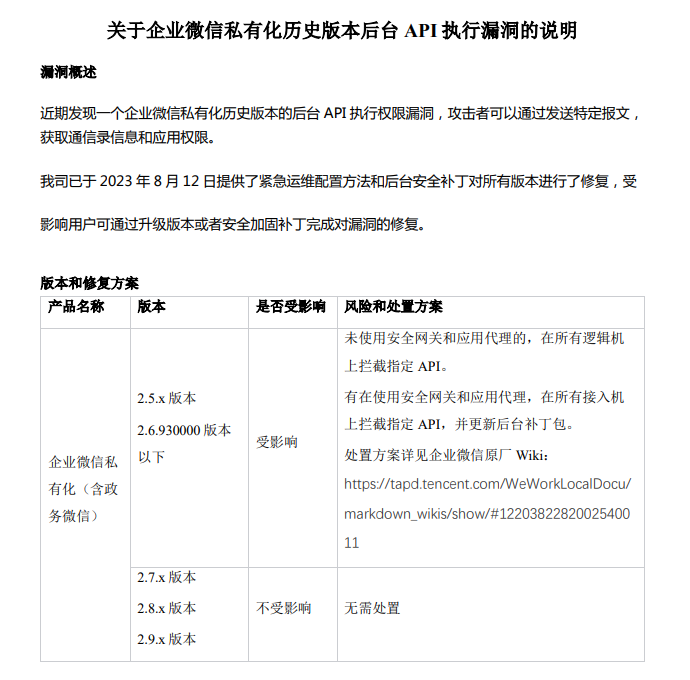 关于企业微信私有化历史版本后台 API 执行漏洞的说明
漏洞概述
近期发现一个企业微信私有化历史版本的后台 API 执行权限漏洞，攻击者可以通过发送特定报文，
获取通信录信息和应用权限。
我司已于 2023 年 8 月 12 日提供了紧急运维配置方法和后台安全补丁对所有版本进行了修复，受
影响用户可通过升级版本或者安全加固补丁完成对漏洞的修复。
版本和修复方案
产品名称 版本 是否受影响 风险和处置方案
企业微信私
有化（含政
务微信）
2.5.x 版本
2.6.930000 版本
以下
受影响
未使用安全网关和应用代理的，在所有逻辑机
上拦截指定 API。
有在使用安全网关和应用代理，在所有接入机
上拦截指定 API，并更新后台补丁包。
处置方案详见企业微信原厂 Wiki：
https://tapd.tencent.com/WeWorkLocalDocu/
markdown_wikis/show/#12203822820025400
11
2.7.x 版本
2.8.x 版本
2.9.x 版本
不受影响
无需处置